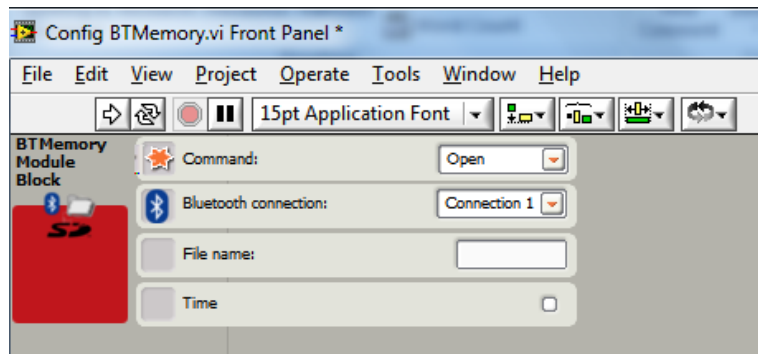 Config BTMemory.vi Front Panel *
File Edit View Project Operate Tools Window Help
15pt Application Font
BTMemory
Module
Block
Command: Open
Bluetooth connection: Connection 1
File name:
Time
SD